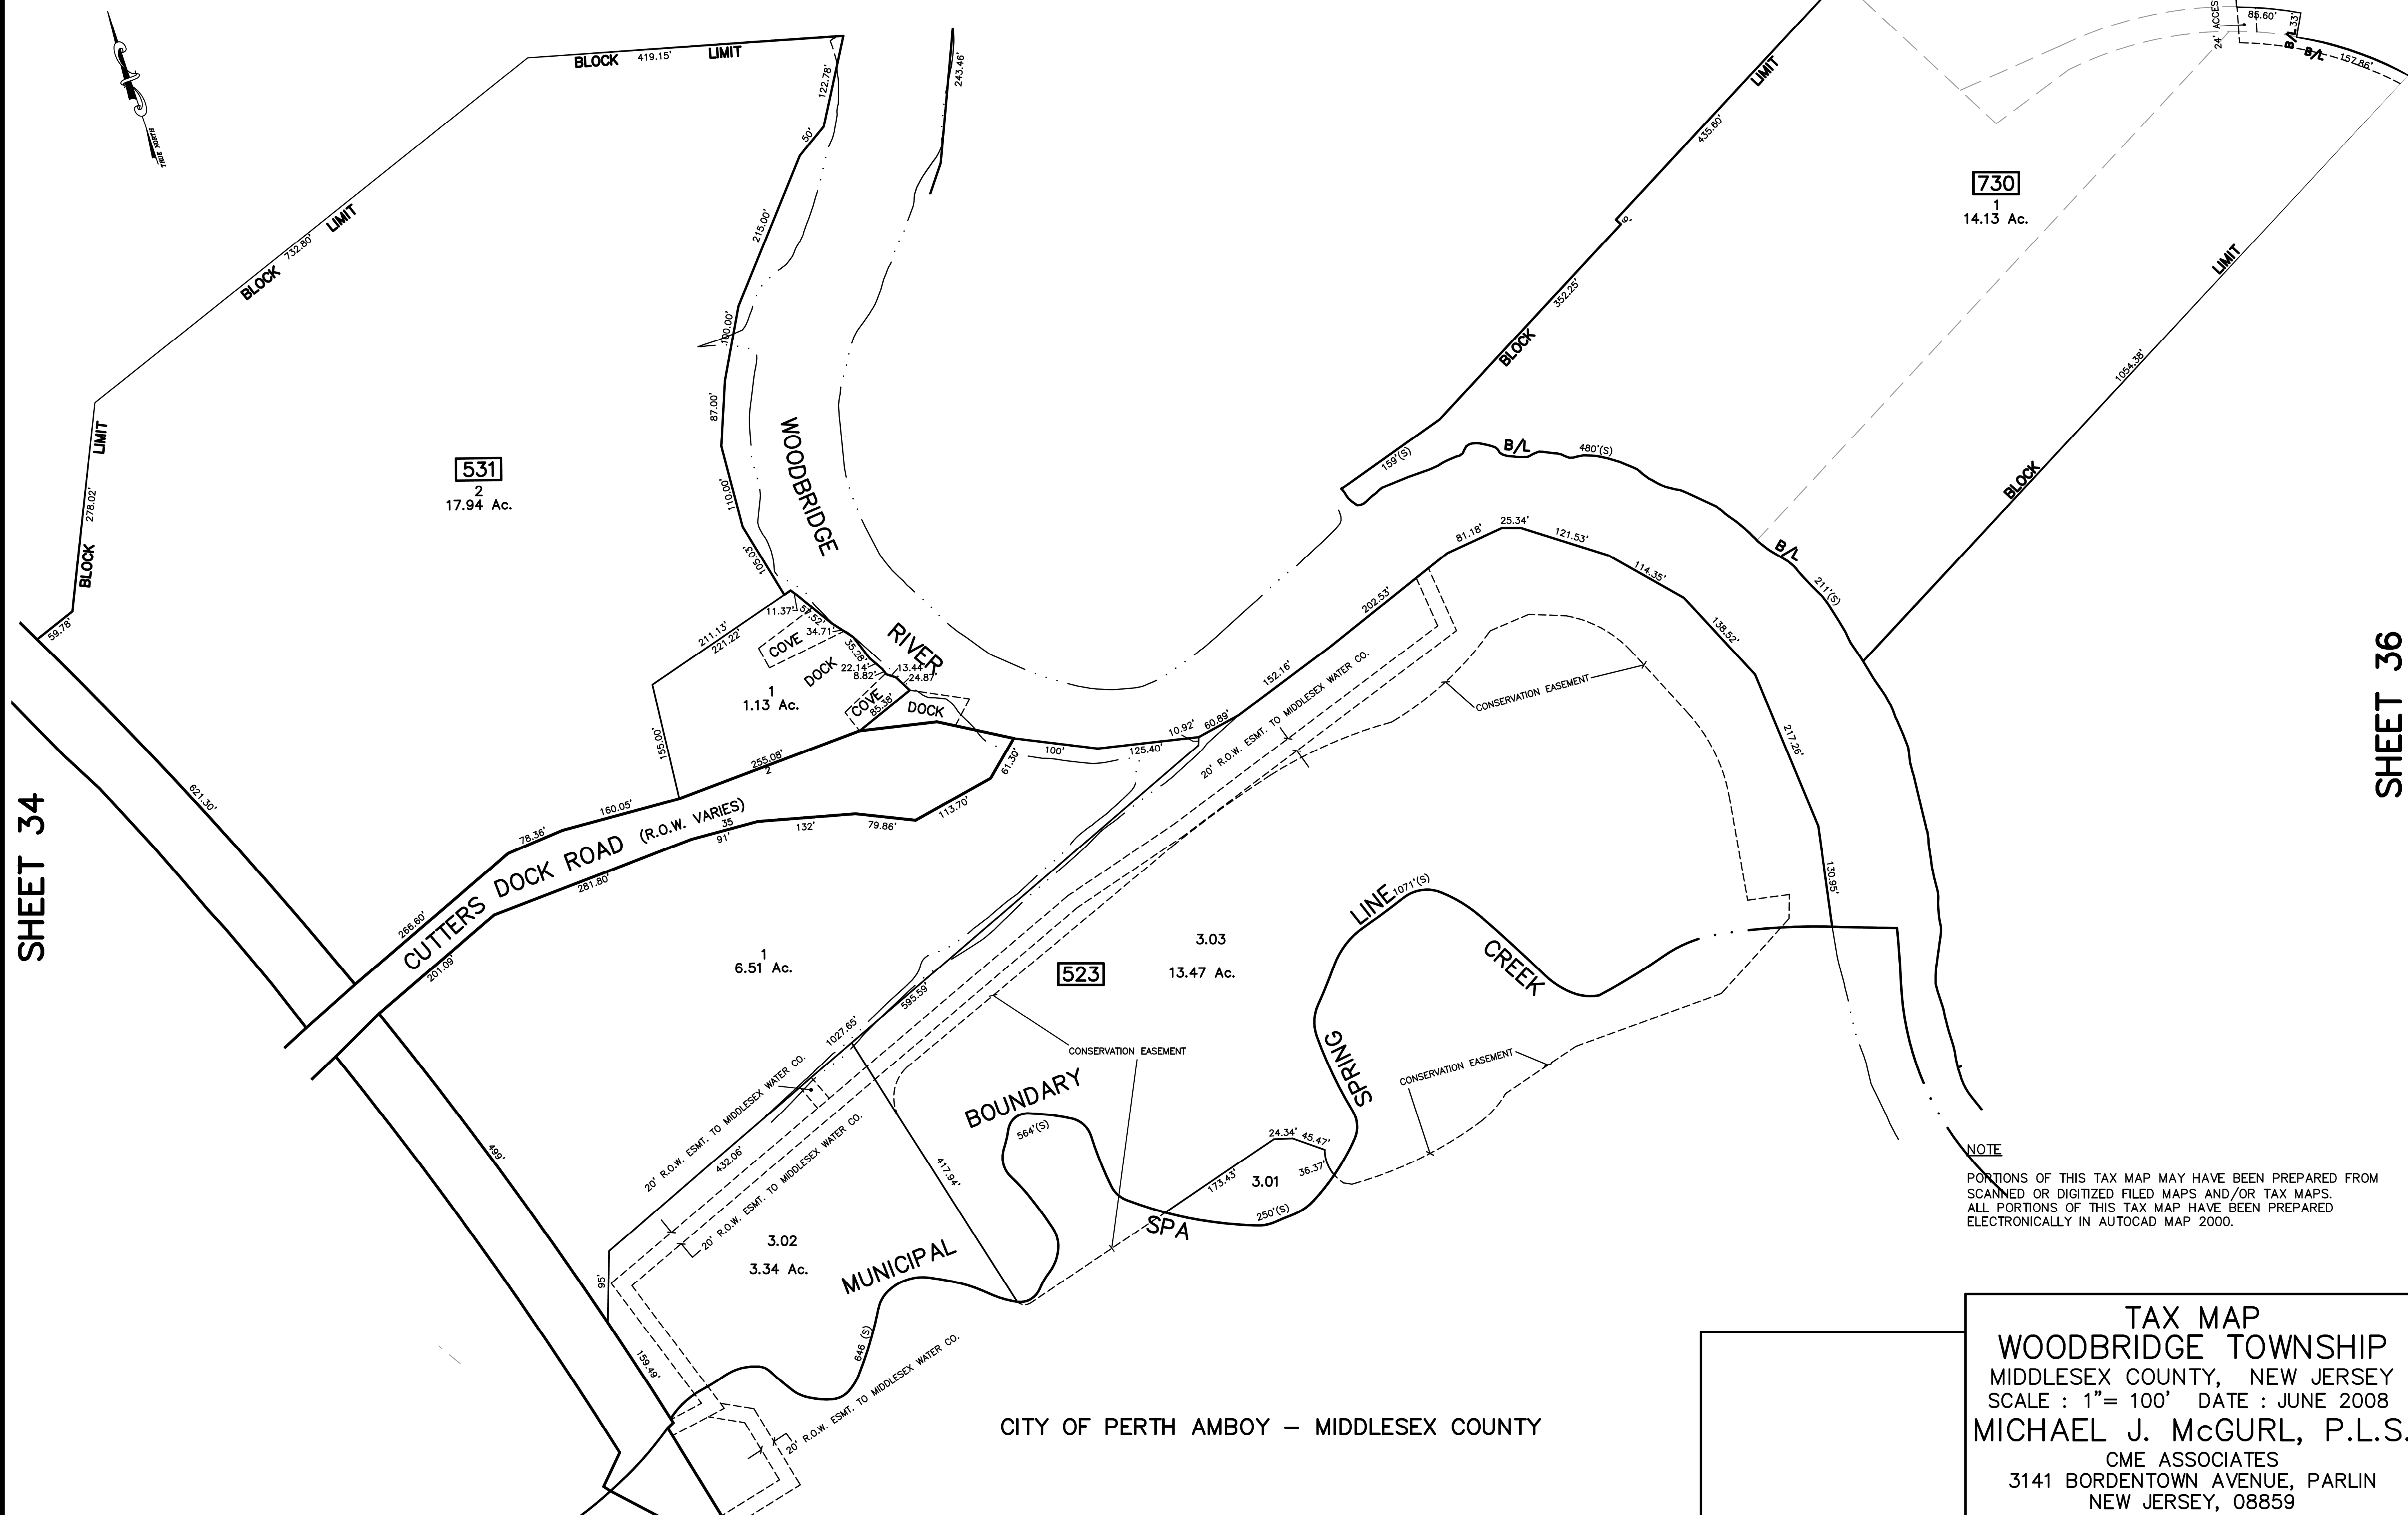 TRUE NORTH
BLOCK 419.15' LIMIT
122.78'
50'
243.46'
215.00'
100.00'
87.00'
110.00'
105.03'
BLOCK 732.80' LIMIT
BLOCK 278.02' LIMIT
59.78'
531
2
17.94 Ac.
WOODBRIDGE
RIVER
LIMIT
435.60'
9'
352.25'
BLOCK
159'(S)
24' ACCES
85.60'
33'
B/L
B/L
157.86'
730
1
14.13 Ac.
LIMIT
1054.38'
BLOCK
B/L
480'(S)
B/L
211'(S)
SHEET 36
SHEET 34
211.13'
221.22'
11.37'
57.52'
34.71'
COVE
35.28'
DOCK
22.14'
8.82'
13.44'
24.87'
1
1.13 Ac.
COVE
85.38'
DOCK
155.00'
255.08'
2
160.05'
78.36'
266.60'
CUTTERS DOCK ROAD (R.O.W. VARIES)
201.09'
281.80'
35
91'
132'
79.86'
113.70'
61.30'
100'
125.40'
10.92'
60.89'
152.16'
202.53'
81.18'
25.34'
121.53'
114.35'
138.52'
217.26'
130.95'
20' R.O.W. ESMT. TO MIDDLESEX WATER CO.
CONSERVATION EASEMENT
621.30'
499'
1
6.51 Ac.
1027.65'
595.59'
523
3.03
13.47 Ac.
LINE
1071'(S)
CREEK
SPRING
CONSERVATION EASEMENT
CONSERVATION EASEMENT
20' R.O.W. ESMT. TO MIDDLESEX WATER CO.
432.06'
20' R.O.W. ESMT. TO MIDDLESEX WATER CO.
417.94'
BOUNDARY
564'(S)
24.34'
45.47'
36.37'
173.43'
3.01
250'(S)
SPA
95'
3.02
3.34 Ac.
MUNICIPAL
646 (S)
159.49'
20' R.O.W. ESMT. TO MIDDLESEX WATER CO.
CITY OF PERTH AMBOY – MIDDLESEX COUNTY
NOTE
PORTIONS OF THIS TAX MAP MAY HAVE BEEN PREPARED FROM
SCANNED OR DIGITIZED FILED MAPS AND/OR TAX MAPS.
ALL PORTIONS OF THIS TAX MAP HAVE BEEN PREPARED
ELECTRONICALLY IN AUTOCAD MAP 2000.
TAX MAP
WOODBRIDGE TOWNSHIP
MIDDLESEX COUNTY, NEW JERSEY
SCALE : 1"= 100' DATE : JUNE 2008
MICHAEL J. McGURL, P.L.S.
CME ASSOCIATES
3141 BORDENTOWN AVENUE, PARLIN
NEW JERSEY, 08859